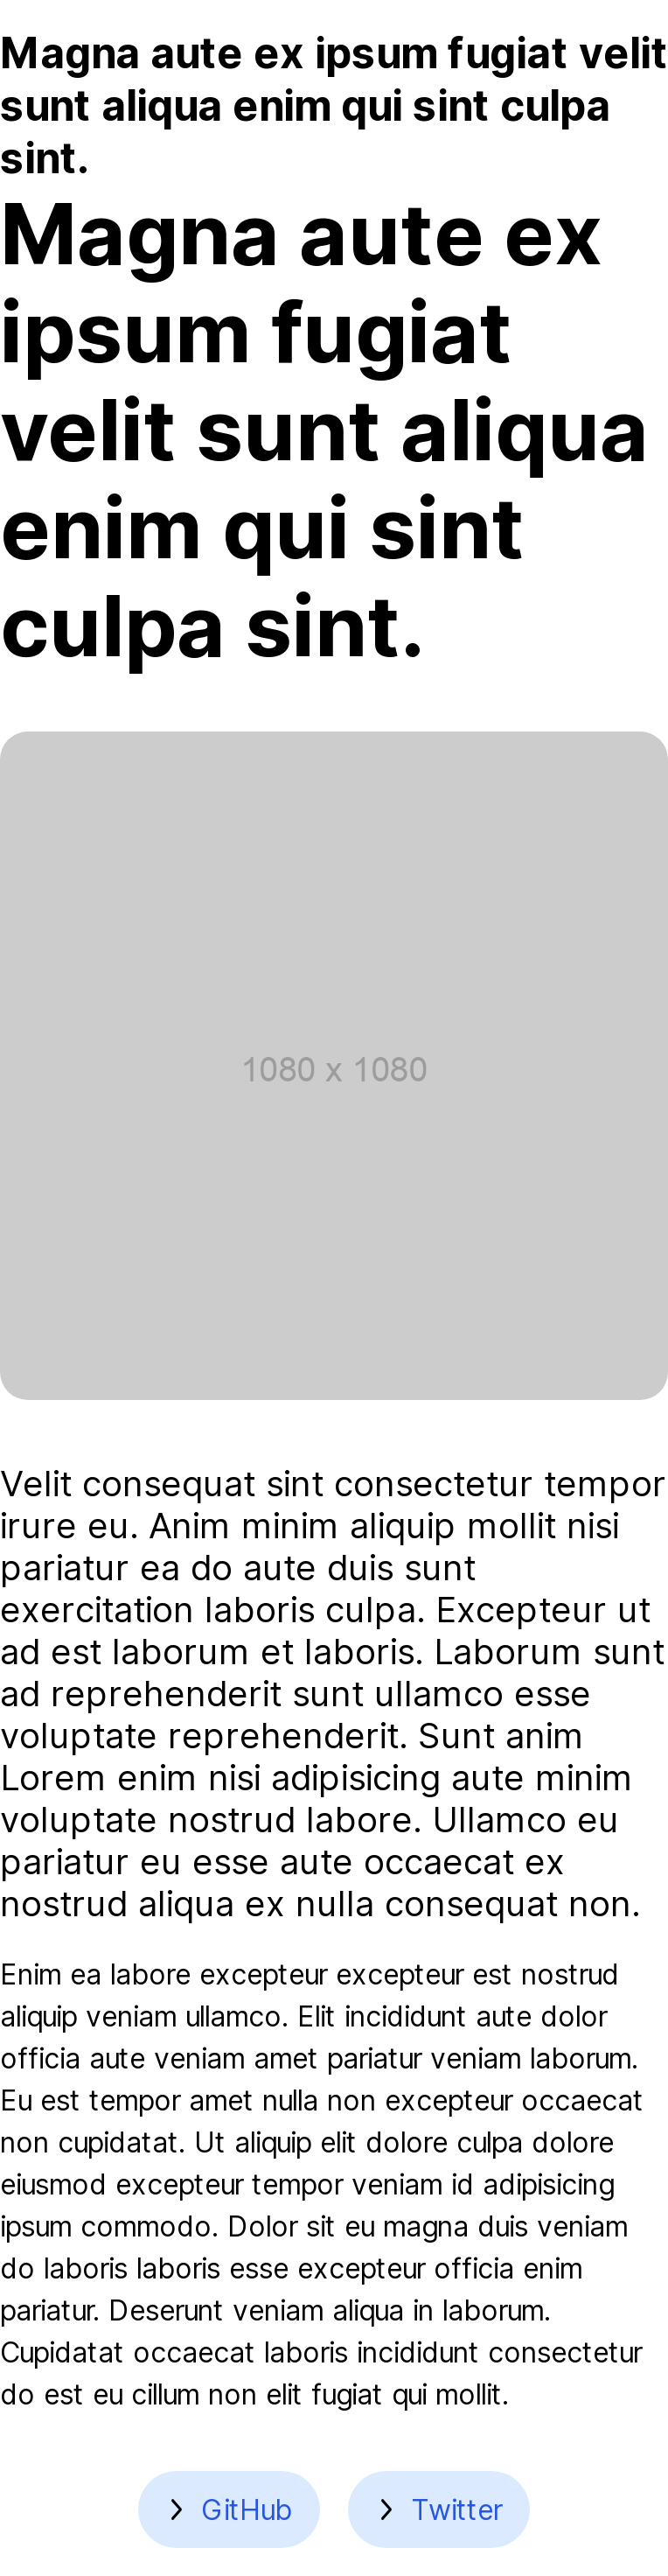 Magna aute ex ipsum fugiat velit
sunt aliqua enim qui sint culpa
sint.
Magna aute ex
ipsum fugiat
velit sunt aliqua
enim qui sint
culpa sint.
1080 x 1080
Velit consequat sint consectetur tempor
irure eu. Anim minim aliquip mollit nisi
pariatur ea do aute duis sunt
exercitation laboris culpa. Excepteur ut
ad est laborum et laboris. Laborum sunt
ad reprehenderit sunt ullamco esse
voluptate reprehenderit. Sunt anim
Lorem enim nisi adipisicing aute minim
voluptate nostrud labore. Ullamco eu
pariatur eu esse aute occaecat ex
nostrud aliqua ex nulla consequat non.
Enim ea labore excepteur excepteur est nostrud
aliquip veniam ullamco. Elit incididunt aute dolor
officia aute veniam amet pariatur veniam laborum.
Eu est tempor amet nulla non excepteur occaecat
non cupidatat. Ut aliquip elit dolore culpa dolore
eiusmod excepteur tempor veniam id adipisicing
ipsum commodo. Dolor sit eu magna duis veniam
do laboris laboris esse excepteur officia enim
pariatur. Deserunt veniam aliqua in laborum.
Cupidatat occaecat laboris incididunt consectetur
do est eu cillum non elit fugiat qui mollit.
GitHub Twitter